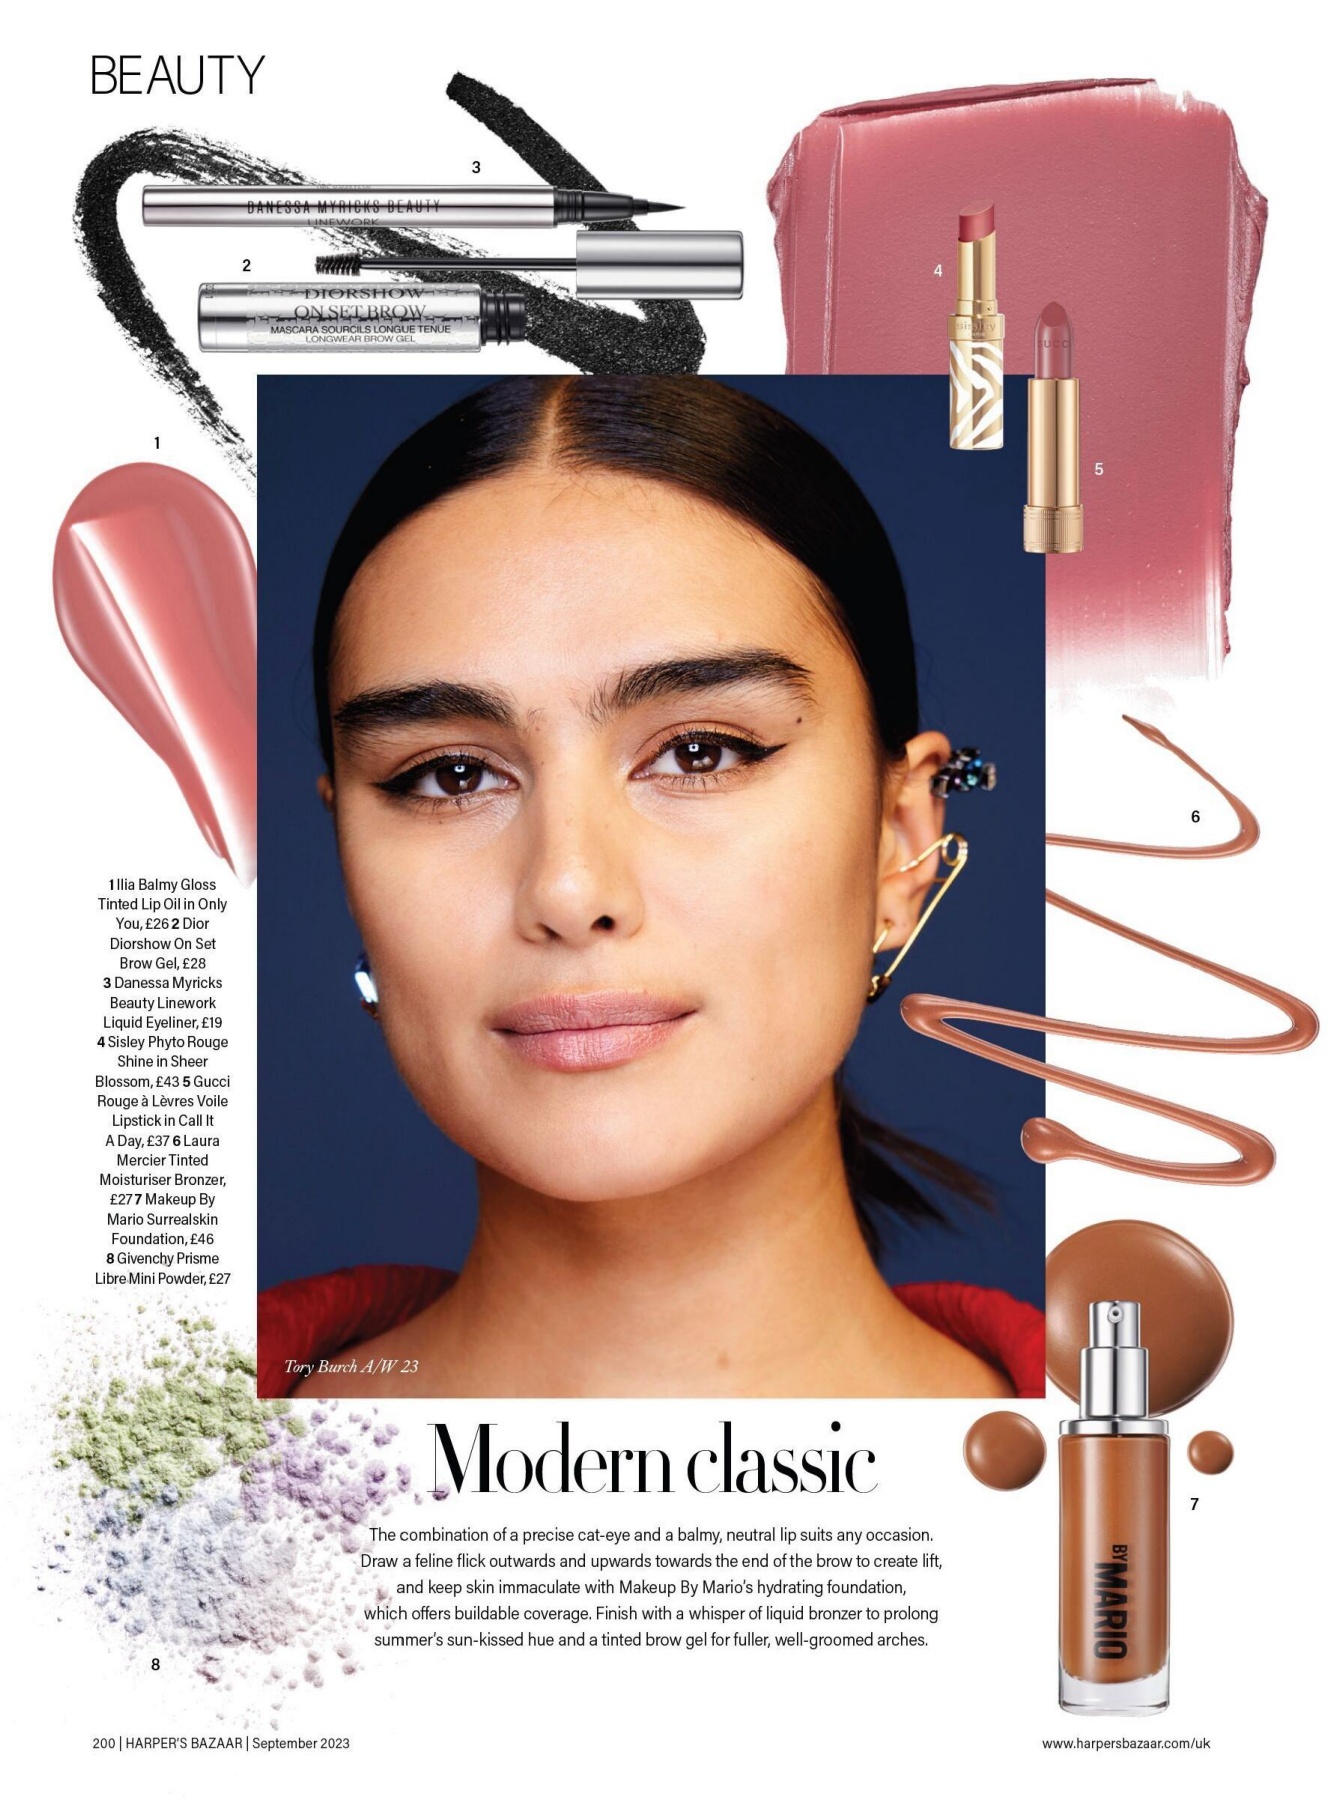 BEAUTY
3
DANESSA MYRICKS BEAUTY
LINEWORK
2
DIORSHOW
ON SET BROW
MASCARA SOURCILS LONGUE TENUE
LONGWEAR BROW GEL
4
sisley
GUCCI
5
1
6
1 Ilia Balmy Gloss
Tinted Lip Oil in Only
You, £26 2 Dior
Diorshow On Set
Brow Gel, £28
3 Danessa Myricks
Beauty Linework
Liquid Eyeliner, £19
4 Sisley Phyto Rouge
Shine in Sheer
Blossom, £43 5 Gucci
Rouge à Lèvres Voile
Lipstick in Call It
A Day, £37 6 Laura
Mercier Tinted
Moisturiser Bronzer,
£27 7 Makeup By
Mario Surrealskin
Foundation, £46
8 Givenchy Prisme
Libre Mini Powder, £27
Tory Burch A/W 23
Modern classic
The combination of a precise cat-eye and a balmy, neutral lip suits any occasion.
Draw a feline flick outwards and upwards towards the end of the brow to create lift,
and keep skin immaculate with Makeup By Mario's hydrating foundation,
which offers buildable coverage. Finish with a whisper of liquid bronzer to prolong
summer's sun-kissed hue and a tinted brow gel for fuller, well-groomed arches.
7
BY
MARIO
8
200 | HARPER'S BAZAAR | September 2023
www.harpersbazaar.com/uk